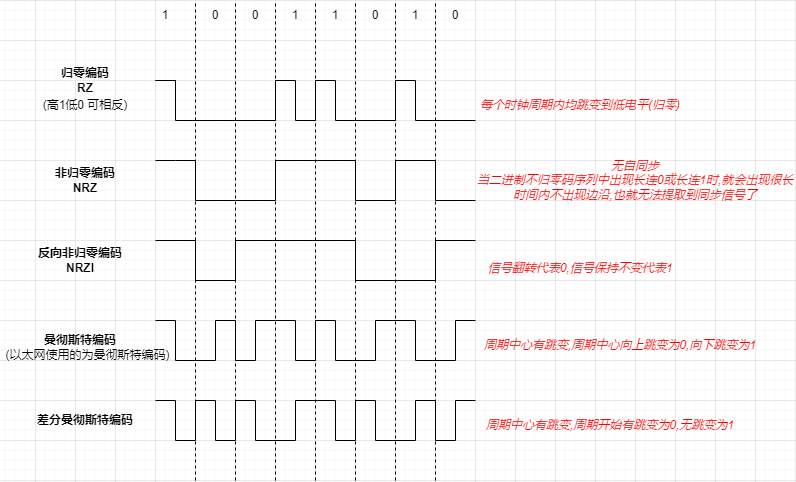 1 0 0 1 1 0 1 0
归零编码
RZ
(高1低0 可相反)
每个时钟周期内均跳变到低电平(归零)
非归零编码
NRZ
无自同步
当二进制不归零码序列中出现长连0或长连1时,就会出现很长
时间内不出现边沿,也就无法提取到同步信号了
反向非归零编码
NRZI
信号翻转代表0,信号保持不变代表1
曼彻斯特编码
(以太网使用的为曼彻斯特编码)
周期中心有跳变,周期中心向上跳变为0,向下跳变为1
差分曼彻斯特编码
周期中心有跳变,周期开始有跳变为0,无跳变为1